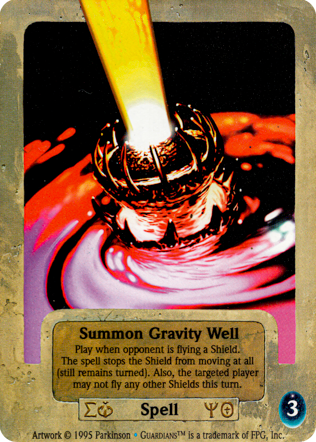 Summon Gravity Well
Play when opponent is flying a Shield.
The spell stops the Shield from moving at all
(still remains turned). Also, the targeted player
may not fly any other Shields this turn.
Spell
3
Artwork © 1995 Parkinson • GUARDIANS™ is a trademark of FPG, Inc.